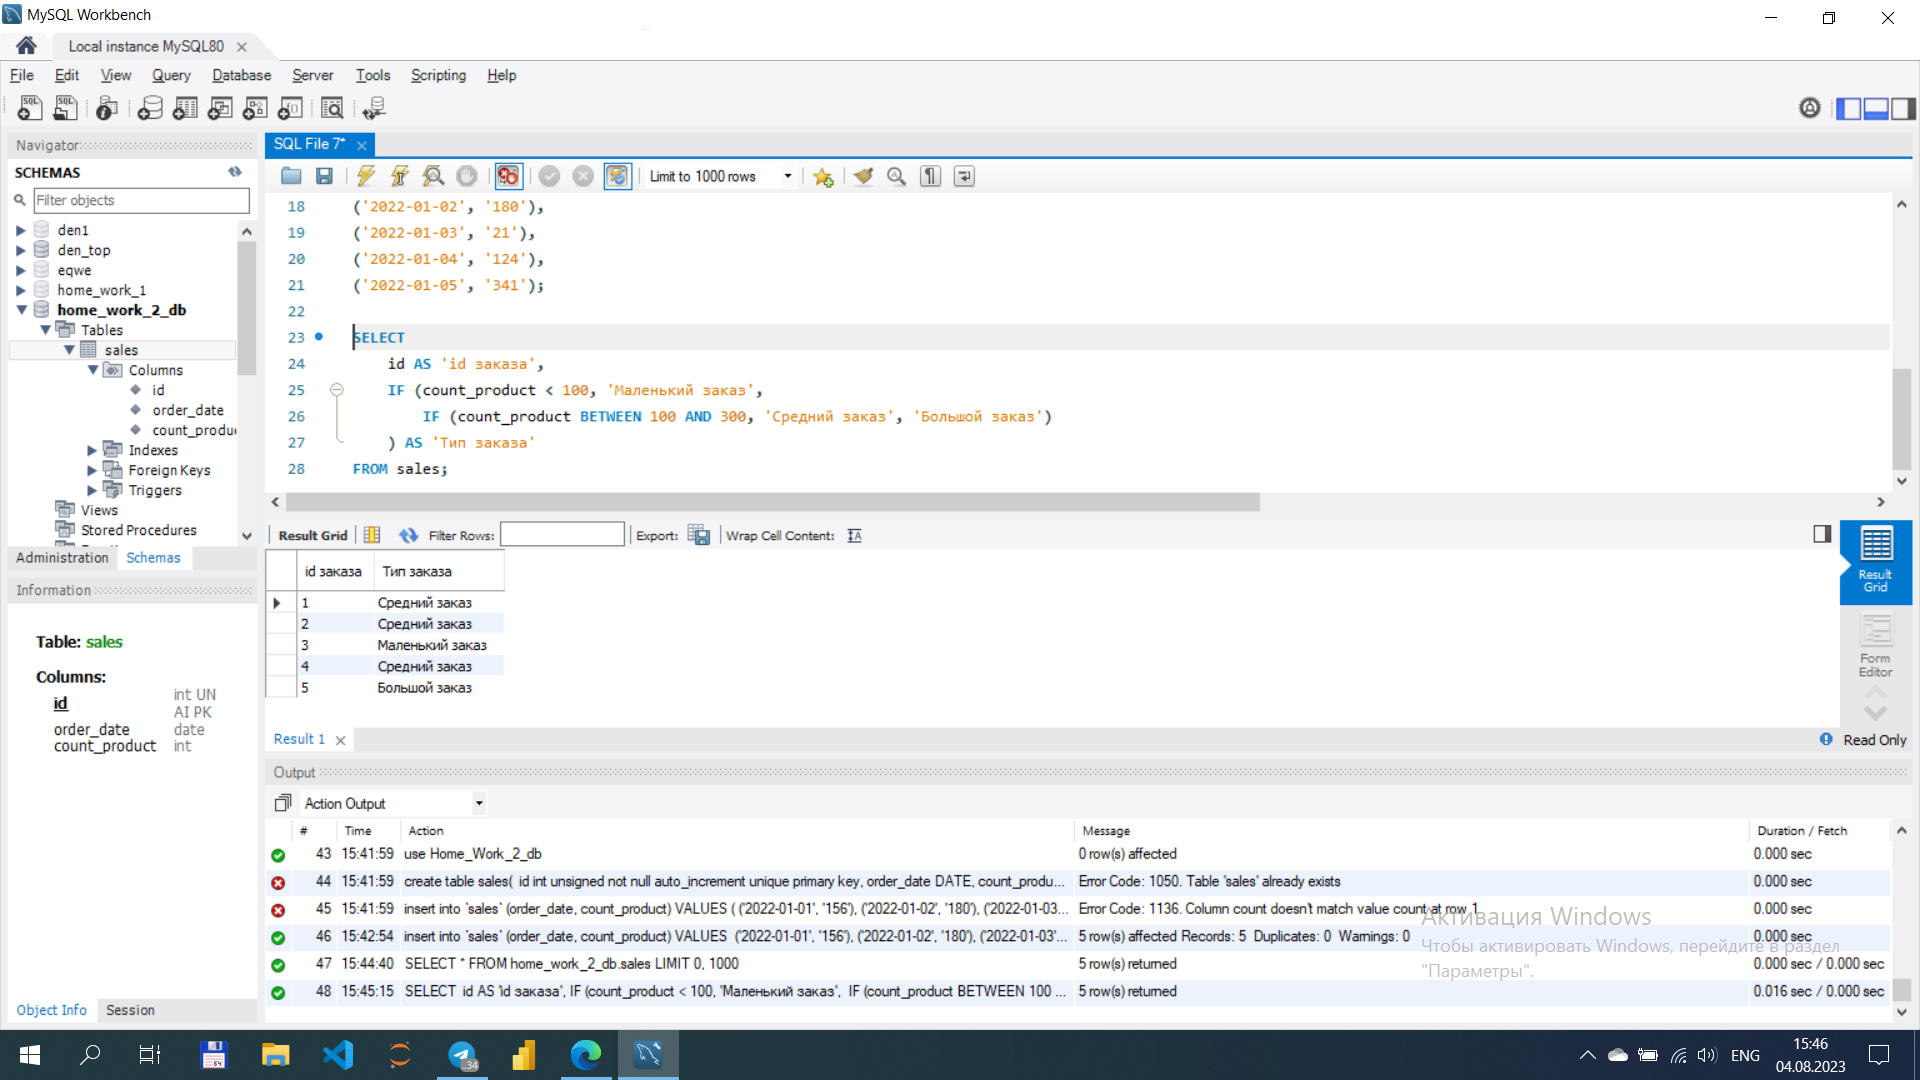 MySQL Workbench
Local instance MySQL80
File Edit View Query Database Server Tools Scripting Help
Navigator
SQL File 7*
SCHEMAS
Filter objects
Limit to 1000 rows
den1
den_top
eqwe
home_work_1
home_work_2_db
Tables
sales
Columns
id
order_date
count_produ
Indexes
Foreign Keys
Triggers
Views
Stored Procedures
Administration Schemas
Information
Table: sales
Columns:
id int UN AI PK
order_date date
count_product int
Object Info Session
18 ('2022-01-02', '180'),
19 ('2022-01-03', '21'),
20 ('2022-01-04', '124'),
21 ('2022-01-05', '341');
22
23 SELECT
24 id AS 'id заказа',
25 IF (count_product < 100, 'Маленький заказ',
26 IF (count_product BETWEEN 100 AND 300, 'Средний заказ', 'Большой заказ')
27 ) AS 'Тип заказа'
28 FROM sales;
Result Grid Filter Rows: Export: Wrap Cell Content:
id заказа Тип заказа
1 Средний заказ
2 Средний заказ
3 Маленький заказ
4 Средний заказ
5 Большой заказ
Result Grid
Form Editor
Result 1
Read Only
Output
Action Output
# Time Action Message Duration / Fetch
43 15:41:59 use Home_Work_2_db 0 row(s) affected 0.000 sec
44 15:41:59 create table sales( id int unsigned not null auto_increment unique primary key, order_date DATE, count_produ... Error Code: 1050. Table 'sales' already exists 0.000 sec
45 15:41:59 insert into `sales` (order_date, count_product) VALUES ( ('2022-01-01', '156'), ('2022-01-02', '180'), ('2022-01-03... Error Code: 1136. Column count doesn't match value count at row 1 0.000 sec
46 15:42:54 insert into `sales` (order_date, count_product) VALUES ('2022-01-01', '156'), ('2022-01-02', '180'), ('2022-01-03'... 5 row(s) affected Records: 5 Duplicates: 0 Warnings: 0 0.000 sec
47 15:44:40 SELECT * FROM home_work_2_db.sales LIMIT 0, 1000 5 row(s) returned 0.000 sec / 0.000 sec
48 15:45:15 SELECT id AS 'id заказа', IF (count_product < 100, 'Маленький заказ', IF (count_product BETWEEN 100 ... 5 row(s) returned 0.016 sec / 0.000 sec
Активация Windows
Чтобы активировать Windows, перейдите в раздел
"Параметры".
64
34
ENG
15:46
04.08.2023